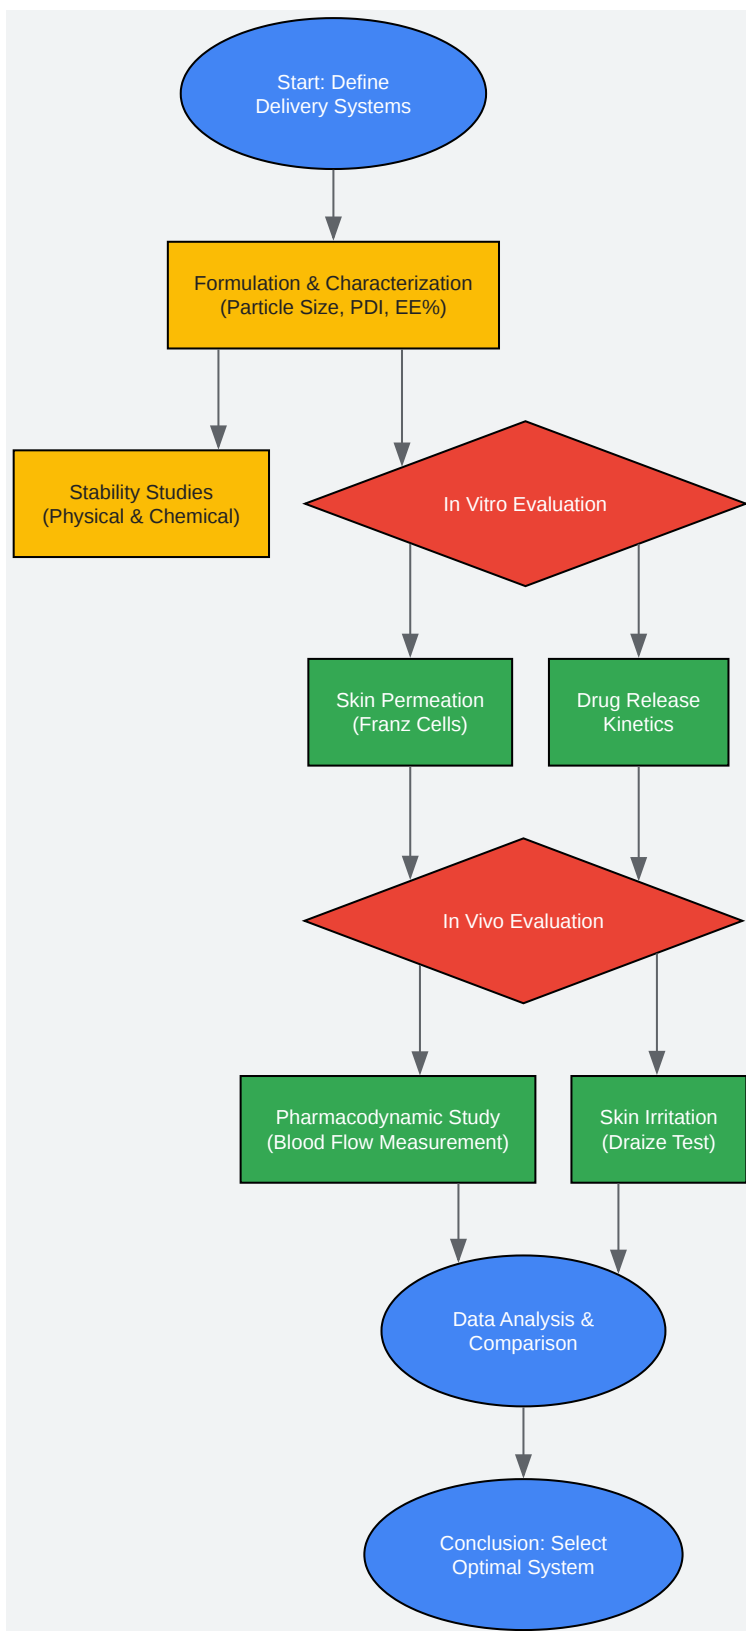 Start: Define
Delivery Systems
Formulation & Characterization
(Particle Size, PDI, EE%)
Stability Studies
(Physical & Chemical)
In Vitro Evaluation
Skin Permeation
(Franz Cells)
Drug Release
Kinetics
In Vivo Evaluation
Pharmacodynamic Study
(Blood Flow Measurement)
Skin Irritation
(Draize Test)
Data Analysis &
Comparison
Conclusion: Select
Optimal System